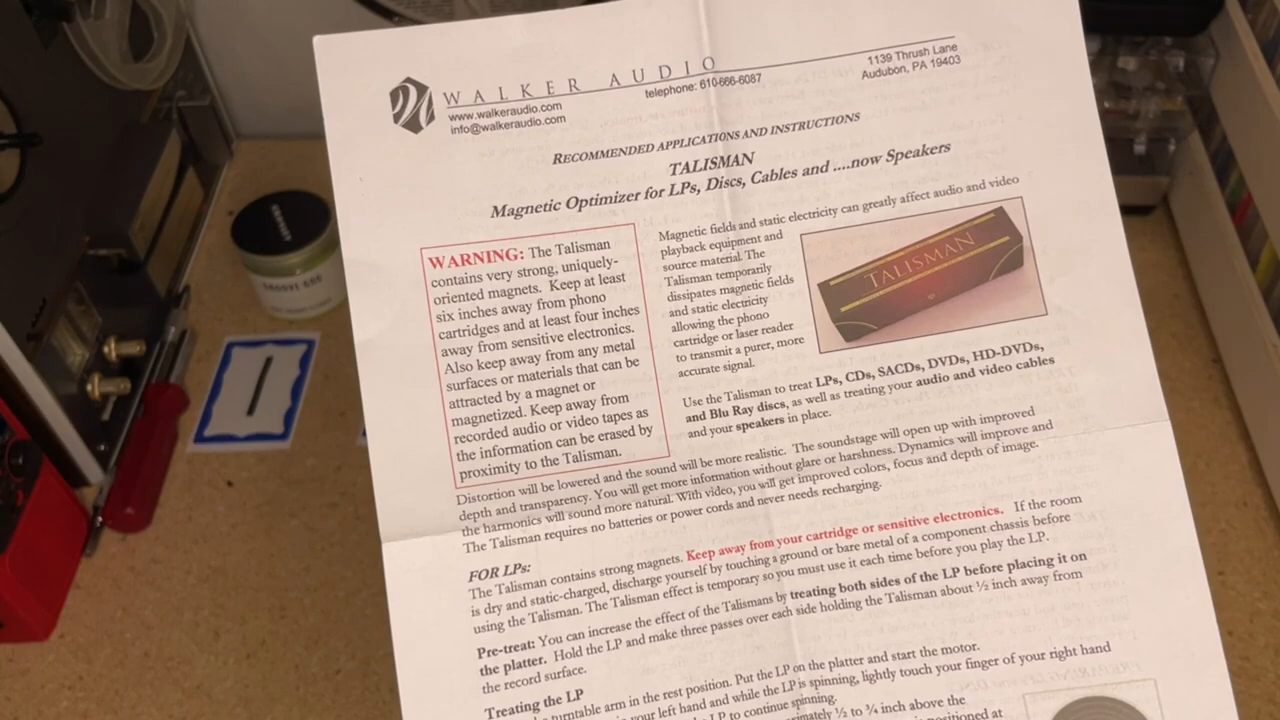 WALKER AUDIO
www.walkeraudio.com
info@walkeraudio.com
telephone: 610-666-6087
1139 Thrush Lane
Audubon, PA 19403
RECOMMENDED APPLICATIONS AND INSTRUCTIONS
TALISMAN
Magnetic Optimizer for LPs, Discs, Cables and ....now Speakers
WARNING: The Talisman
contains very strong, uniquely-
oriented magnets. Keep at least
six inches away from phono
cartridges and at least four inches
away from sensitive electronics.
Also keep away from any metal
surfaces or materials that can be
attracted by a magnet or
magnetized. Keep away from
recorded audio or video tapes as
the information can be erased by
proximity to the Talisman.
Magnetic fields and static electricity can greatly affect audio and video
playback equipment and
source material. The
Talisman temporarily
dissipates magnetic fields
and static electricity
allowing the phono
cartridge or laser reader
to transmit a purer, more
accurate signal.
TALISMAN
Use the Talisman to treat LPs, CDs, SACDs, DVDs, HD-DVDs,
and Blu Ray discs, as well as treating your audio and video cables
and your speakers in place.
Distortion will be lowered and the sound will be more realistic. The soundstage will open up with improved
depth and transparency. You will get more information without glare or harshness. Dynamics will improve and
the harmonics will sound more natural. With video, you will get improved colors, focus and depth of image.
The Talisman requires no batteries or power cords and never needs recharging.
FOR LPs:
The Talisman contains strong magnets. Keep away from your cartridge or sensitive electronics. If the room
is dry and static-charged, discharge yourself by touching a ground or bare metal of a component chassis before
using the Talisman. The Talisman effect is temporary so you must use it each time before you play the LP.
Pre-treat: You can increase the effect of the Talismans by treating both sides of the LP before placing it on
the platter. Hold the LP and make three passes over each side holding the Talisman about ½ inch away from
the record surface.
Treating the LP
turntable arm in the rest position. Put the LP on the platter and start the motor.
your left hand and while the LP is spinning, lightly touch your finger of your right hand
LP to continue spinning.
½ to ¾ inch above the
positioned at